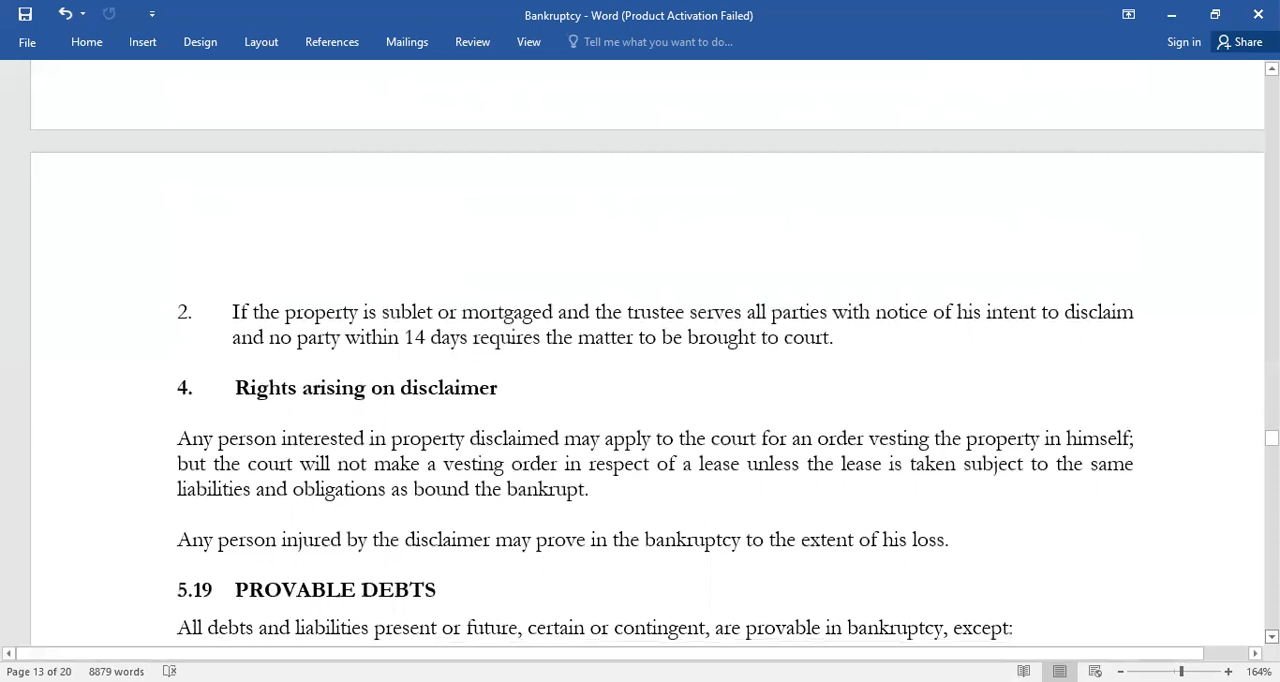 Bankruptcy - Word (Product Activation Failed)
File Home Insert Design Layout References Mailings Review View Tell me what you want to do... Sign in Share
2. If the property is sublet or mortgaged and the trustee serves all parties with notice of his intent to disclaim
and no party within 14 days requires the matter to be brought to court.
4. Rights arising on disclaimer
Any person interested in property disclaimed may apply to the court for an order vesting the property in himself;
but the court will not make a vesting order in respect of a lease unless the lease is taken subject to the same
liabilities and obligations as bound the bankrupt.
Any person injured by the disclaimer may prove in the bankruptcy to the extent of his loss.
5.19 PROVABLE DEBTS
All debts and liabilities present or future, certain or contingent, are provable in bankruptcy, except:
Page 13 of 20 8879 words 164%